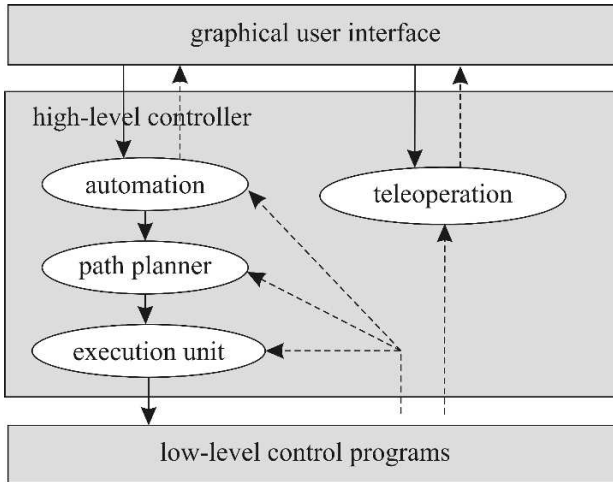 graphical user interface
high-level controller
automation
teleoperation
path planner
execution unit
low-level control programs